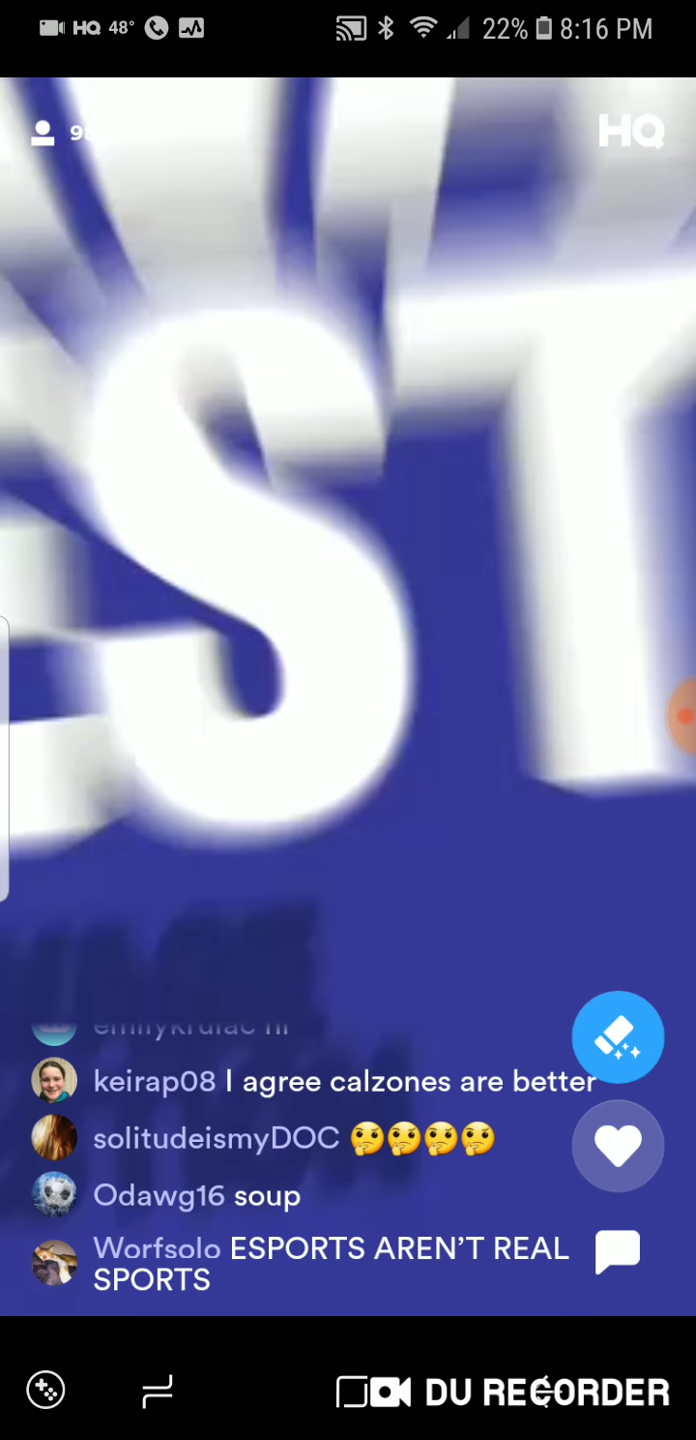 HQ 48° 22% 8:16 PM
HQ
EST
keirap08 I agree calzones are better
solitudeismyDOC 🤔🤔🤔🤔
Odawg16 soup
Worfsolo ESPORTS AREN'T REAL
SPORTS
DU RECORDER